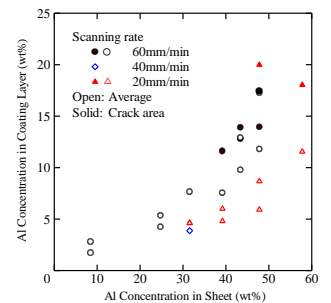 25
20
15
10
5
0
10
20
30
40
50
60
Al Concentration in Coating Layer (wt%)
Al Concentration in Sheet (wt%)
Scanning rate
60mm/min
40mm/min
20mm/min
Open: Average
Solid: Crack area